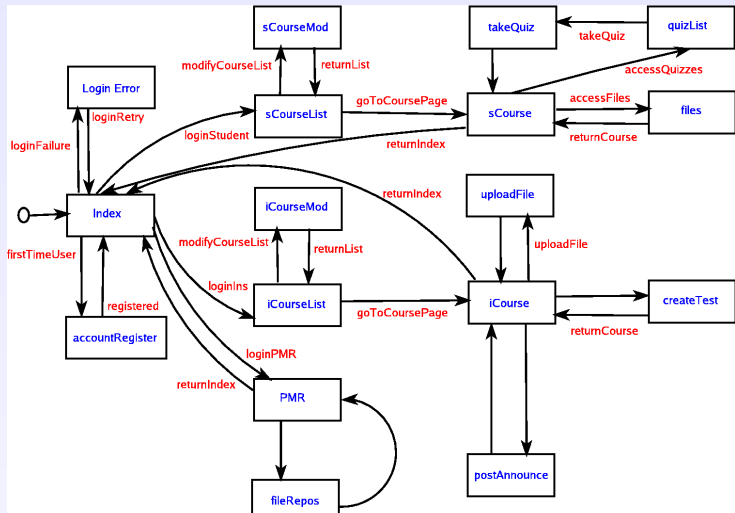 sCourseMod
takeQuiz
quizList
takeQuiz
modifyCourseList
returnList
accessQuizzes
Login Error
loginRetry
goToCoursePage
accessFiles
sCourseList
sCourse
files
loginStudent
returnCourse
loginFailure
returnIndex
returnIndex
uploadFile
iCourseMod
Index
modifyCourseList
returnList
uploadFile
firstTimeUser
loginIns
registered
iCourseList
goToCoursePage
iCourse
createTest
returnCourse
accountRegister
loginPMR
returnIndex
PMR
postAnnounce
fileRepos